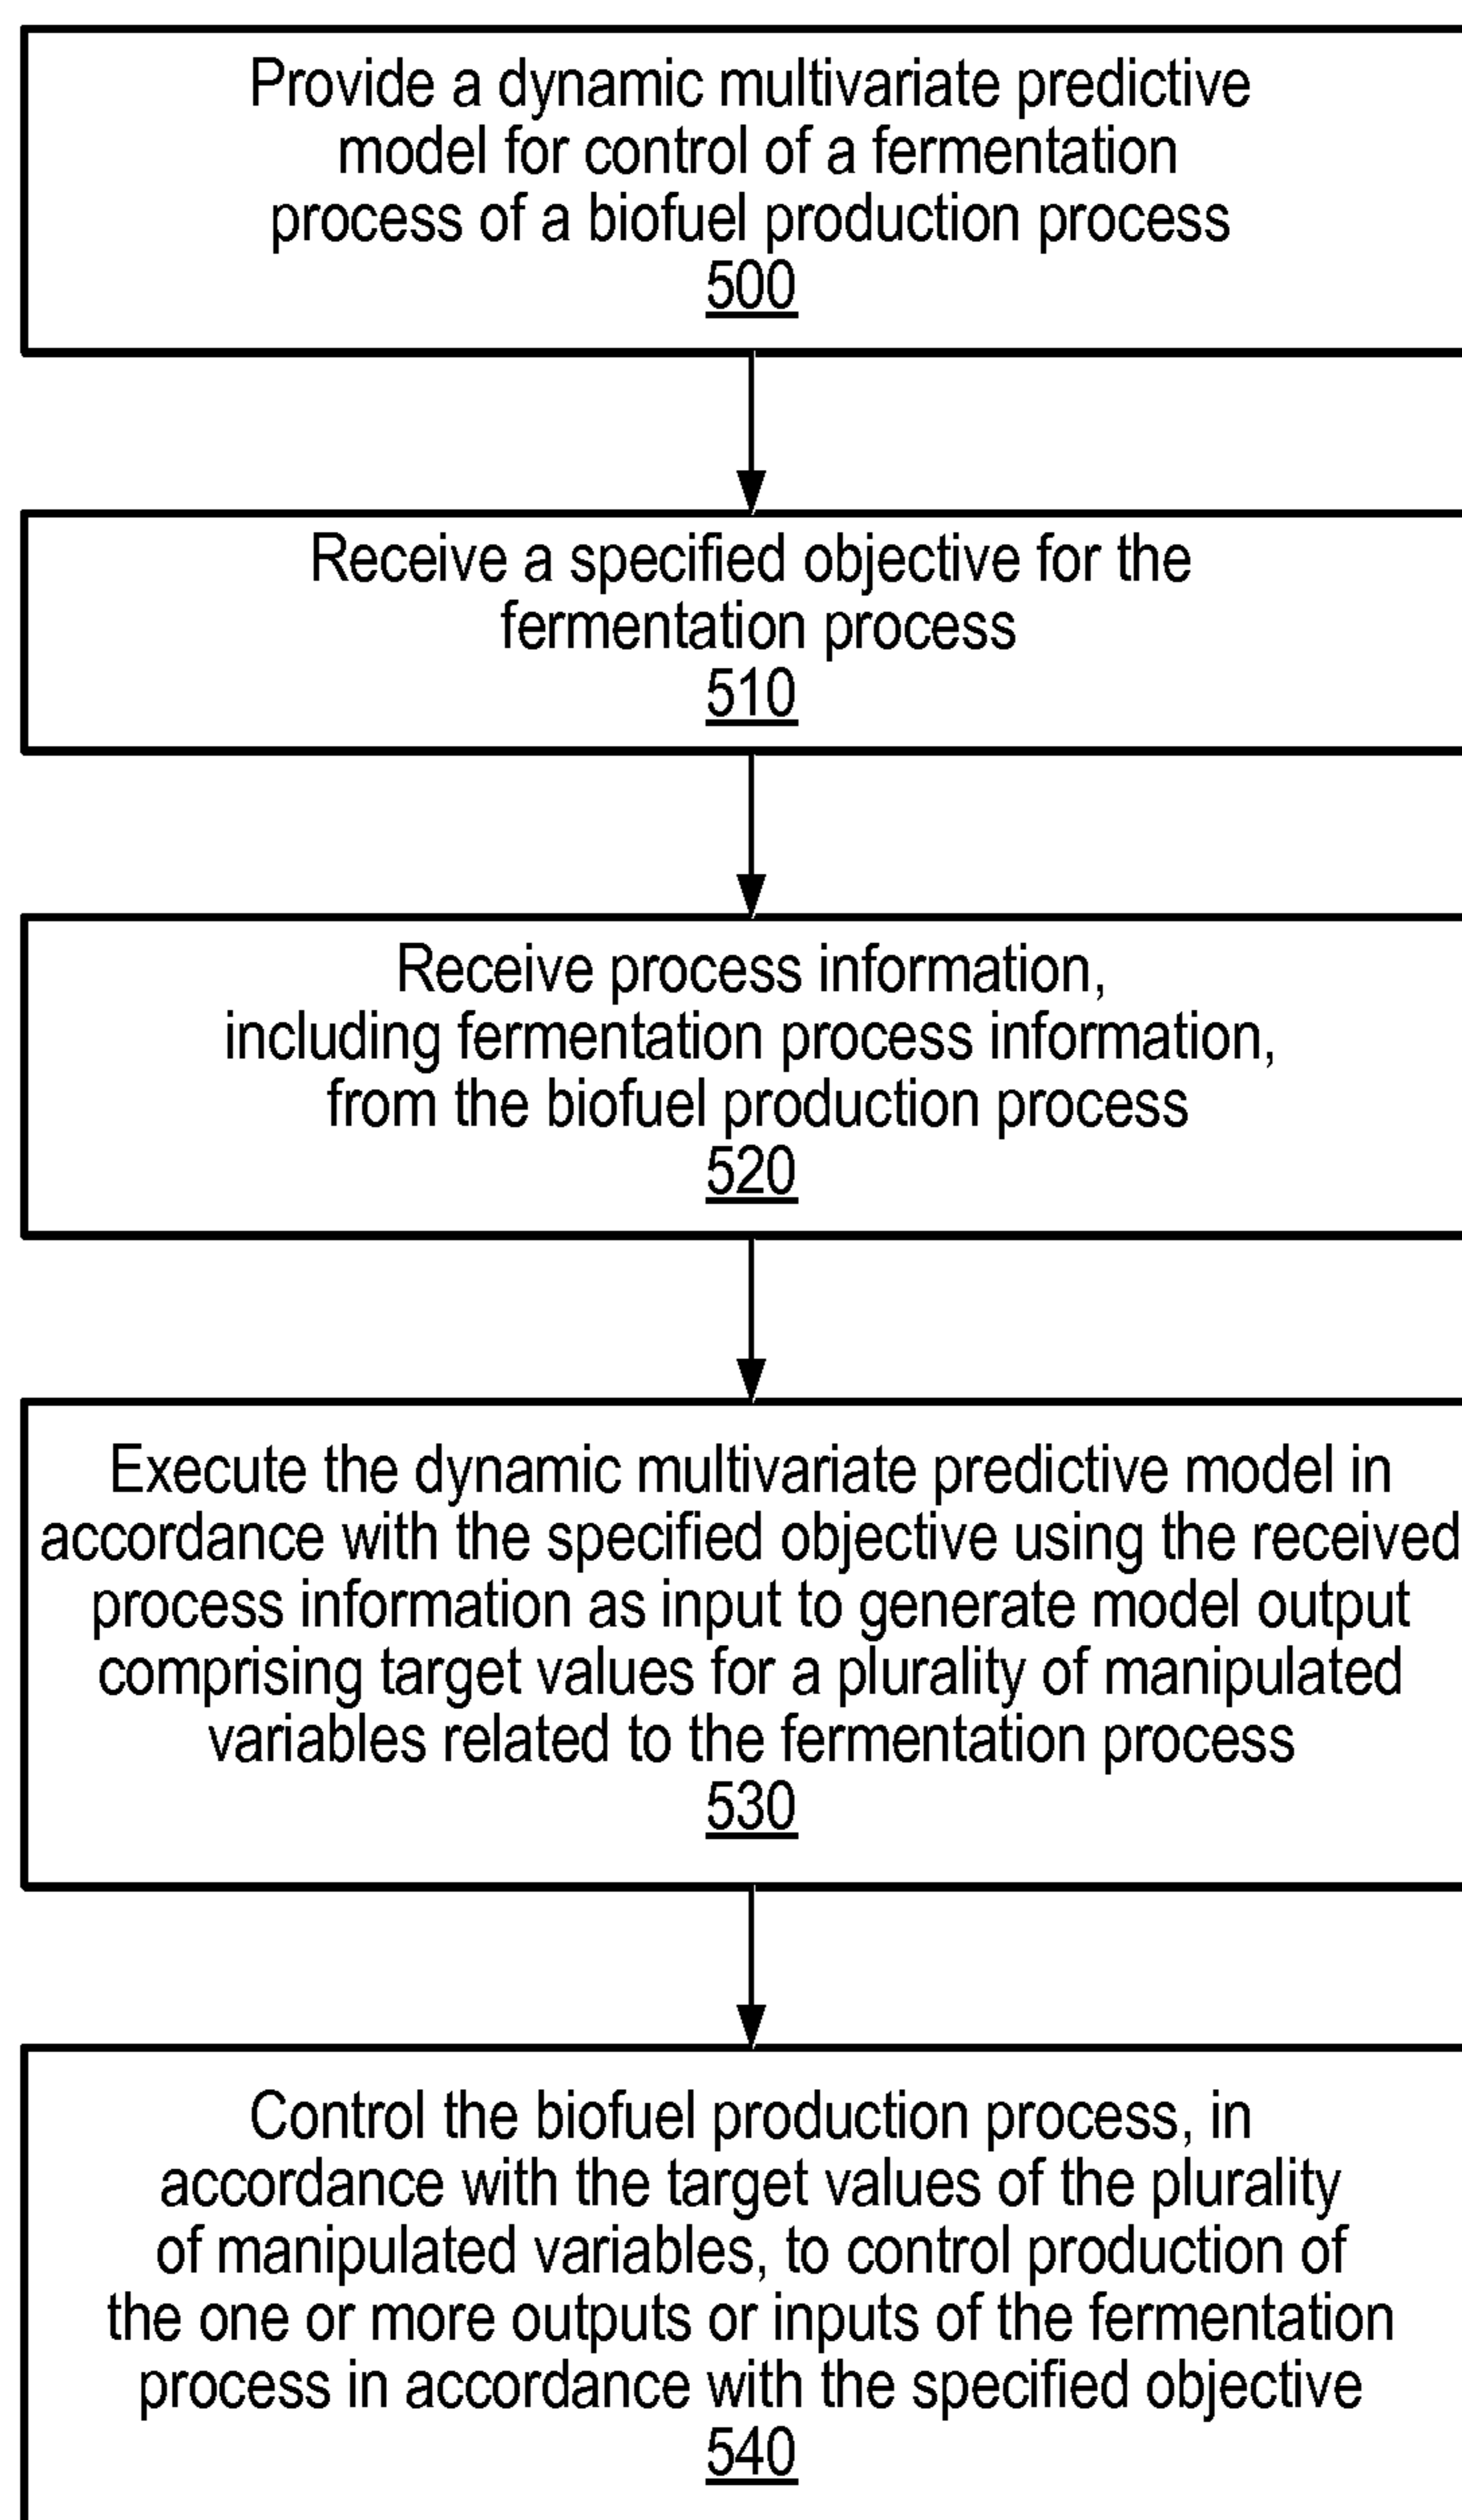 Provide a dynamic multivariate predictive
model for control of a fermentation
process of a biofuel production process
500
Receive a specified objective for the
fermentation process
510
Receive process information,
including fermentation process information,
from the biofuel production process
520
Execute the dynamic multivariate predictive model in
accordance with the specified objective using the received
process information as input to generate model output
comprising target values for a plurality of manipulated
variables related to the fermentation process
530
Control the biofuel production process, in
accordance with the target values of the plurality
of manipulated variables, to control production of
the one or more outputs or inputs of the fermentation
process in accordance with the specified objective
540